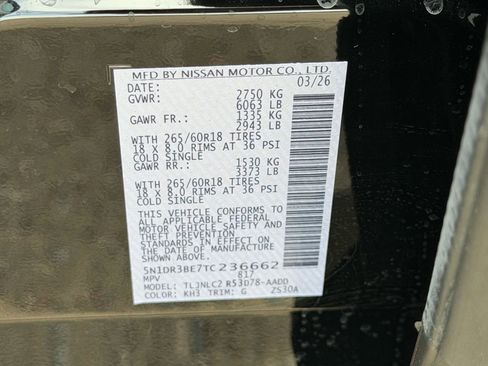 MFD BY NISSAN MOTOR CO., LTD.
DATE: 03/26
GVWR: 2750 KG
6063 LB
GAWR FR.: 1335 KG
2943 LB
WITH 265/60R18 TIRES
18 x 8.0 RIMS AT 36 PSI
COLD SINGLE
GAWR RR.: 1530 KG
3373 LB
WITH 265/60R18 TIRES
18 x 8.0 RIMS AT 36 PSI
COLD SINGLE
THIS VEHICLE CONFORMS TO
ALL APPLICABLE FEDERAL
MOTOR VEHICLE SAFETY
AND THEFT PREVENTION
STANDARDS IN EFFECT ON
THE DATE OF MANUFACTURE
SHOWN ABOVE.
5N1DR3BE7TC236662
MPV 817
MODEL: TLJNLC2 R53D78-AADD
COLOR: KH3 TRIM: G ZS30A